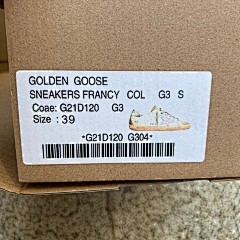 GOLDEN GOOSE
SNEAKERS FRANCY COL G3 S
Coae: G21D120 G3
Size : 39
*G21D120 G304*